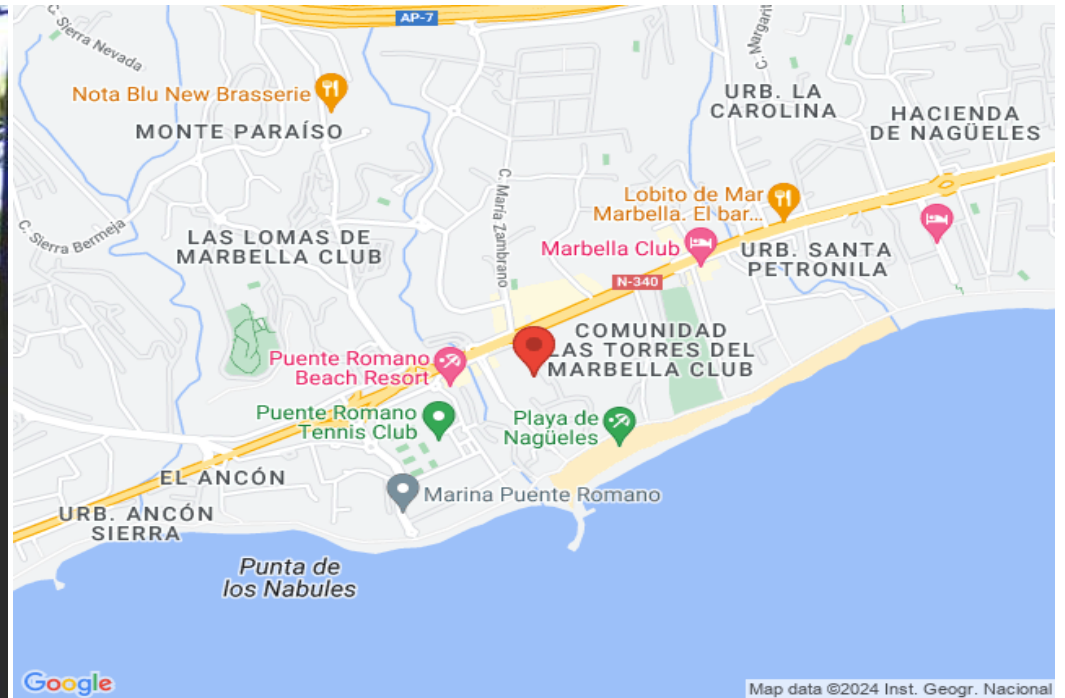 AP-7
C. Sierra Nevada
C. Margarit
Nota Blu New Brasserie
MONTE PARAÍSO
URB. LA
CAROLINA
HACIENDA
DE NAGÜELES
C. María Zambrano
Lobito de Mar
Marbella. El bar...
C. Sierra Bermeja
LAS LOMAS DE
MARBELLA CLUB
Marbella Club
URB. SANTA
PETRONILA
N-340
COMUNIDAD
LAS TORRES DEL
MARBELLA CLUB
Puente Romano
Beach Resort
Puente Romano
Tennis Club
Playa de
Nagüeles
EL ANCÓN
Marina Puente Romano
URB. ANCÓN
SIERRA
Punta de
los Nabules
Google
Map data ©2024 Inst. Geogr. Nacional